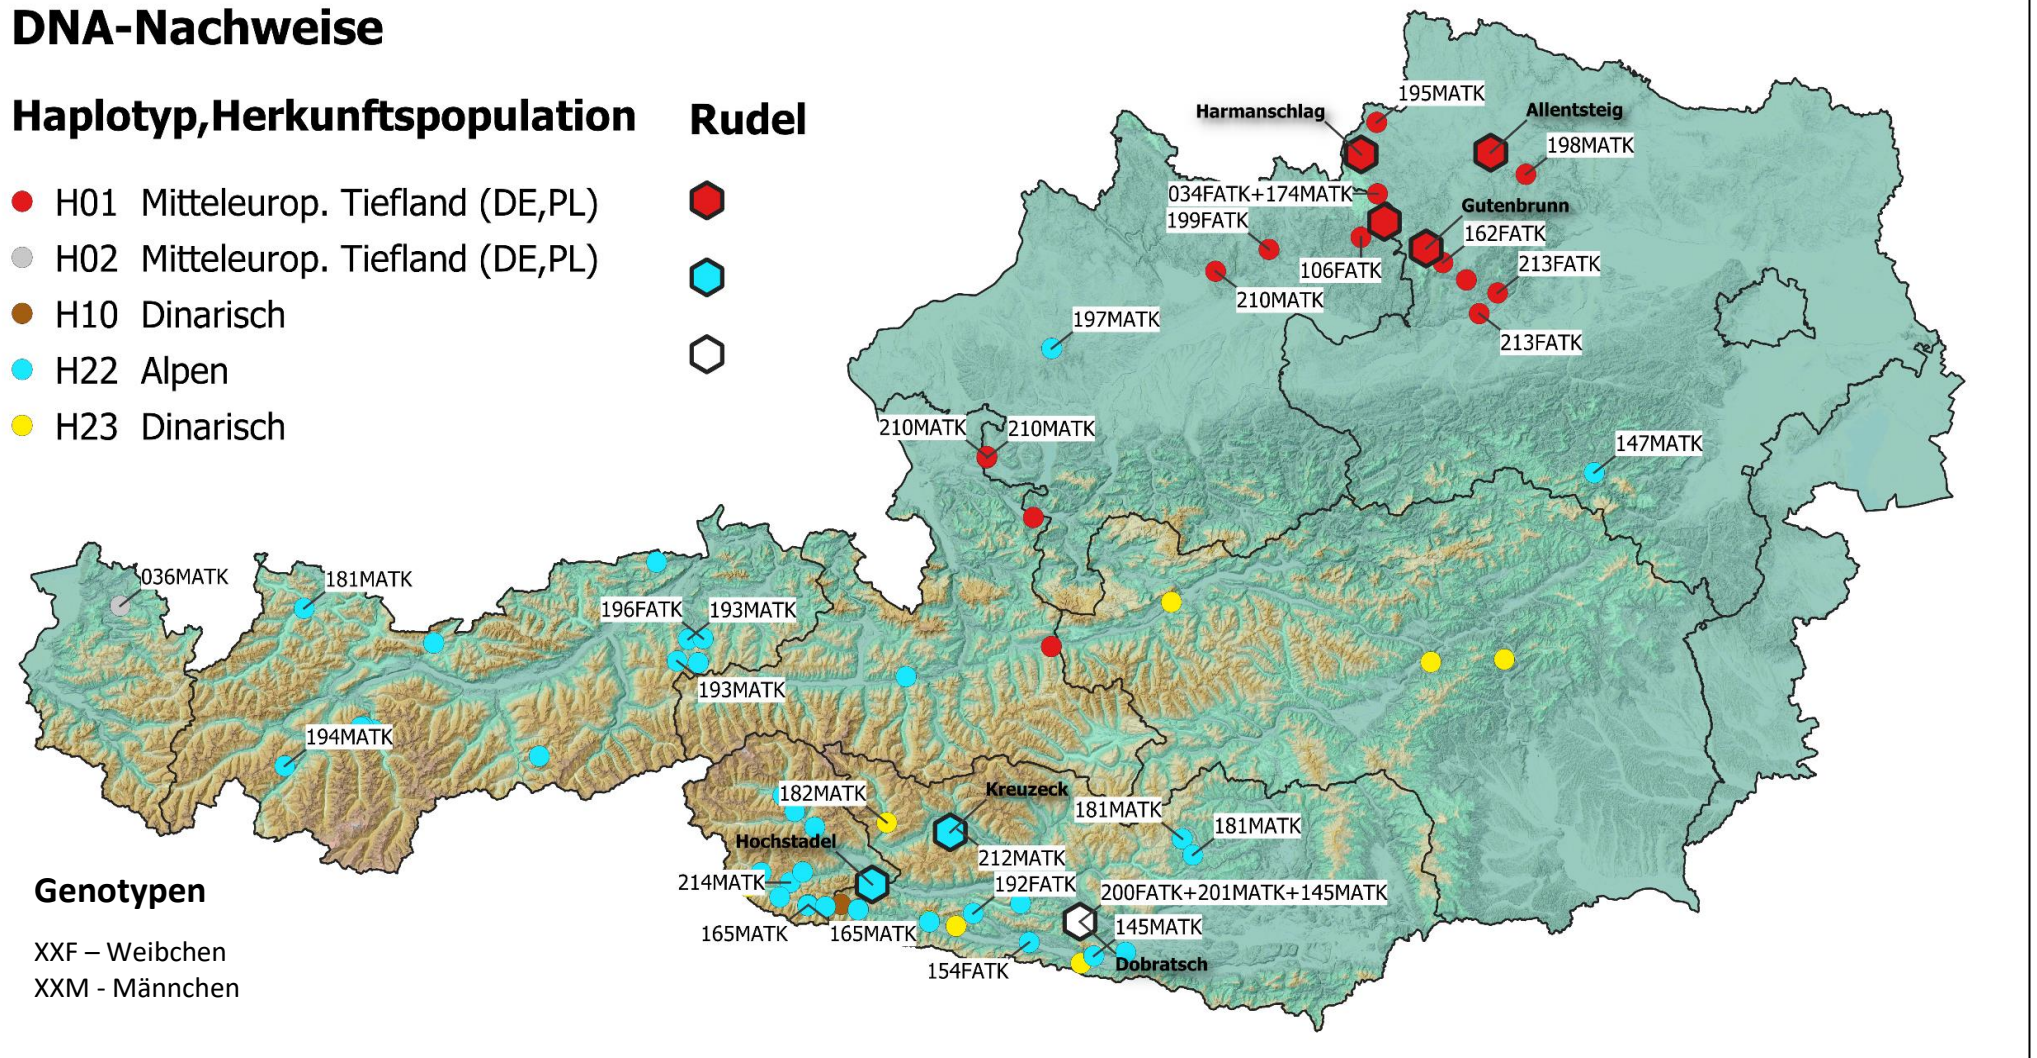 DNA-Nachweise
Haplotyp,Herkunftspopulation
Rudel
H01 Mitteleurop. Tiefland (DE,PL)
H02 Mitteleurop. Tiefland (DE,PL)
H10 Dinarisch
H22 Alpen
H23 Dinarisch
195MATK
Harmanschlag
Allentsteig
198MATK
034FATK+174MATK
199FATK
Gutenbrunn
162FATK
106FATK
213FATK
210MATK
197MATK
213FATK
210MATK
210MATK
147MATK
036MATK
181MATK
196FATK
193MATK
193MATK
194MATK
182MATK
Kreuzeck
181MATK
181MATK
Hochstadel
212MATK
214MATK
192FATK
200FATK+201MATK+145MATK
165MATK
165MATK
145MATK
154FATK
Dobratsch
Genotypen
XXF – Weibchen
XXM - Männchen